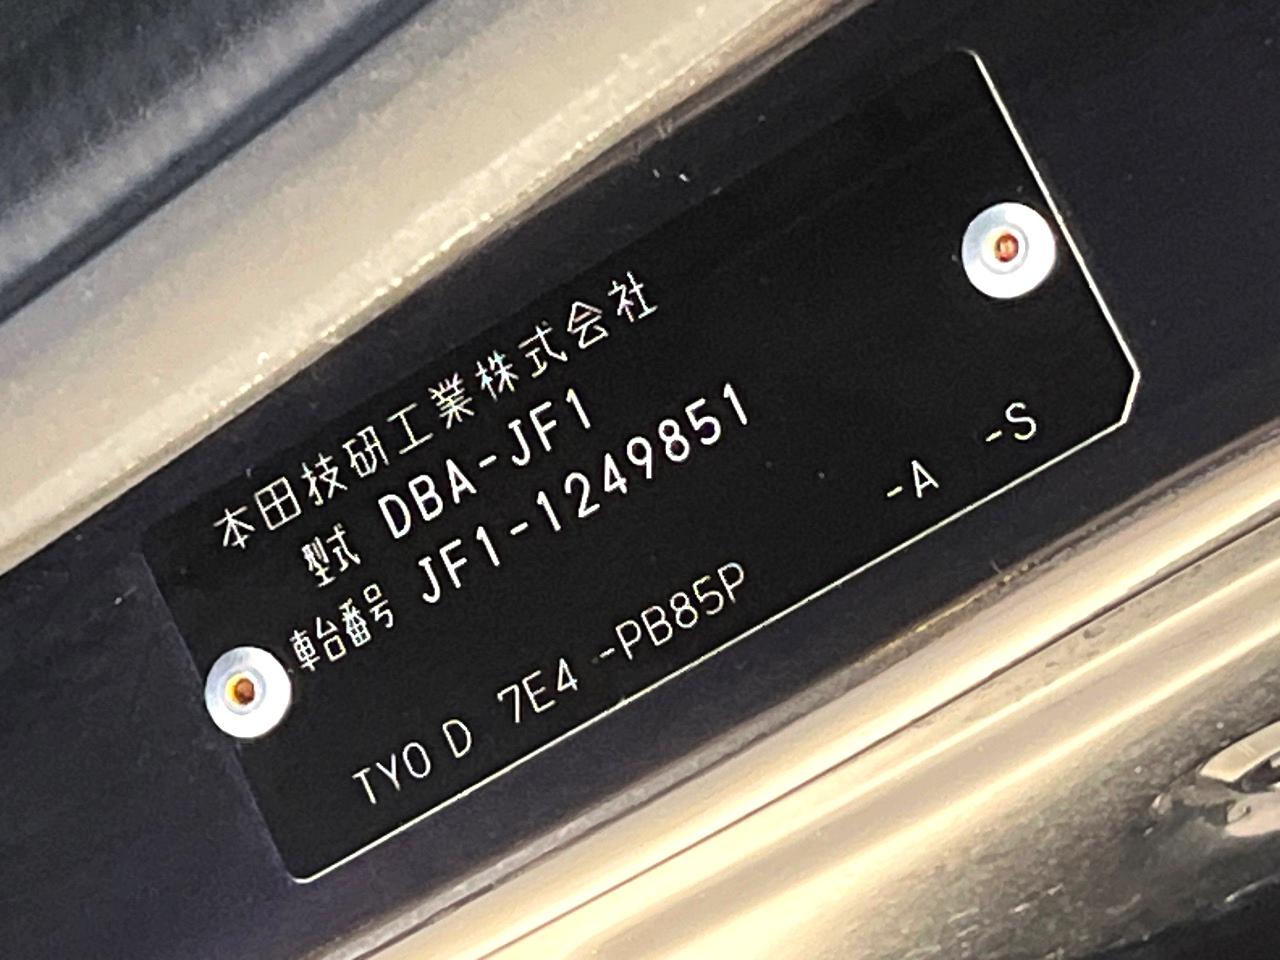 本田技研工業株式会社
型式 DBA-JF1
車台番号 JF1-1249851
TYO D 7E4 -PB85P -A -S